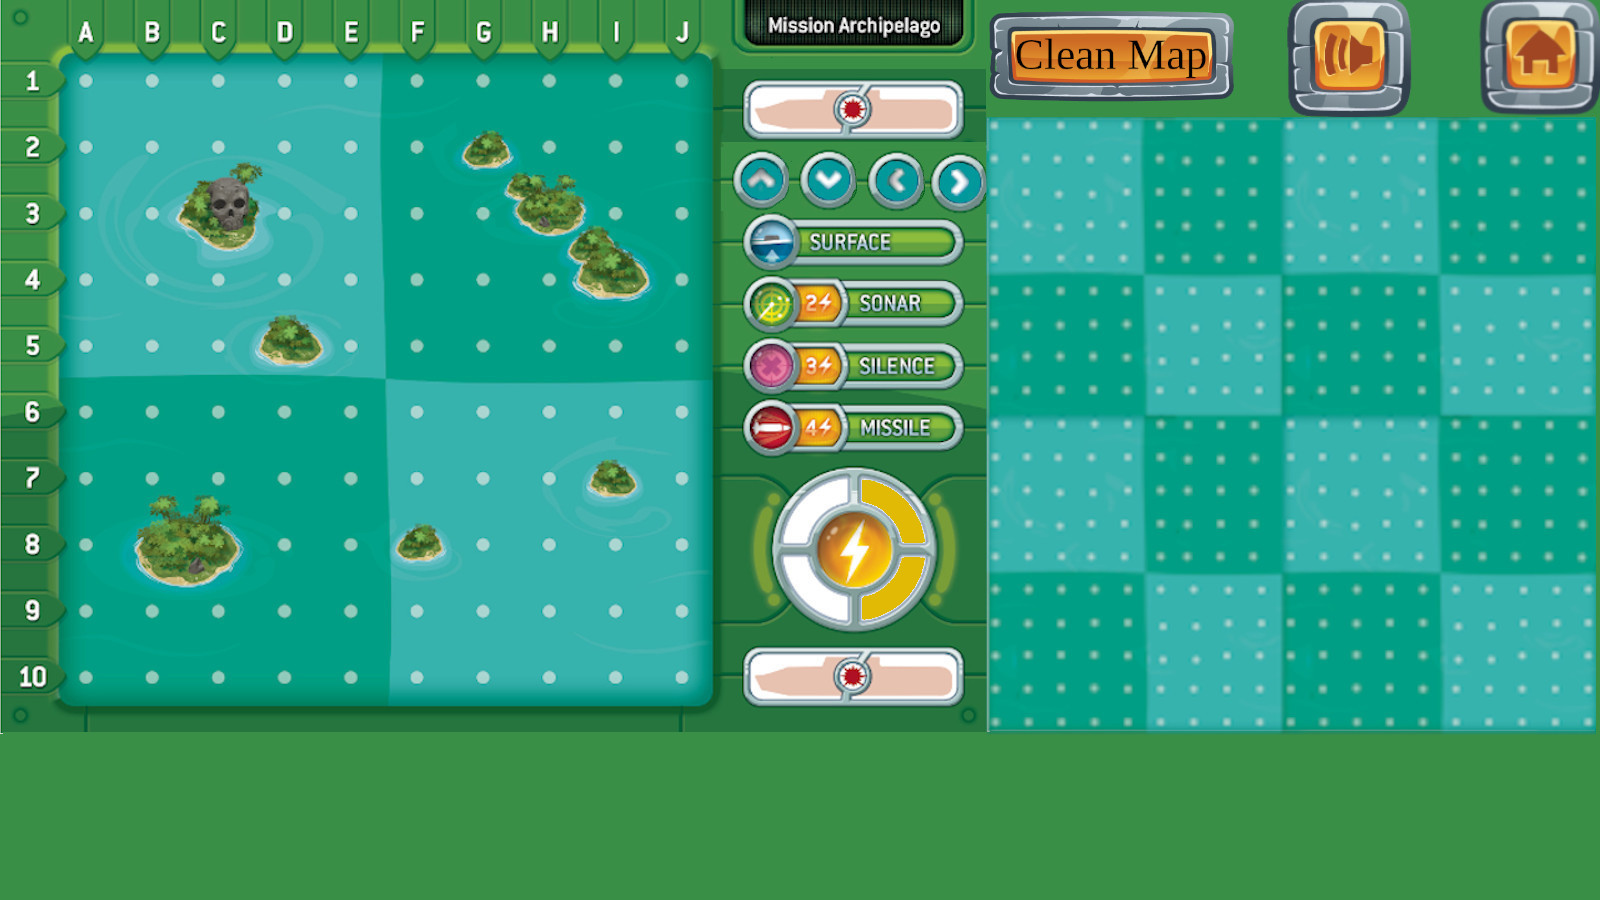 A B C D E F G H I J
Mission Archipelago
Clean Map
1
2
3
SURFACE
4
2 SONAR
5
3 SILENCE
6
4 MISSILE
7
8
9
10